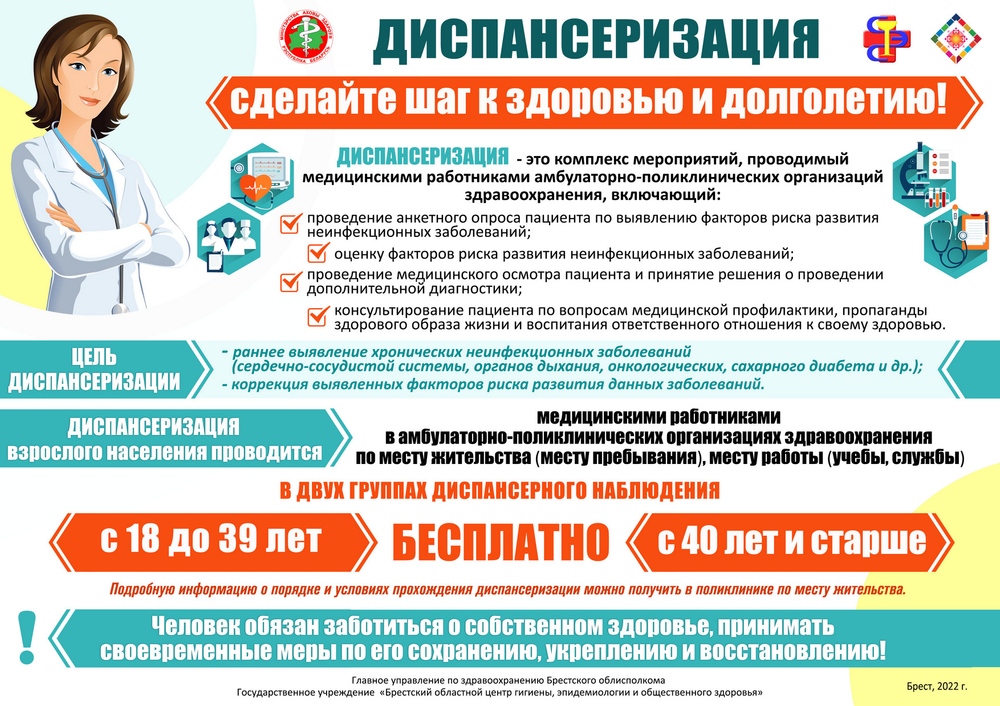 МІНІСТЭРСТВА АХОВЫ ЗДАРОЎЯ
РЭСПУБЛІКА БЕЛАРУСЬ
ДИСПАНСЕРИЗАЦИЯ
сделайте шаг к здоровью и долголетию!
ДИСПАНСЕРИЗАЦИЯ - это комплекс мероприятий, проводимый
медицинскими работниками амбулаторно-поликлинических организаций
здравоохранения, включающий:
проведение анкетного опроса пациента по выявлению факторов риска развития
неинфекционных заболеваний;
оценку факторов риска развития неинфекционных заболеваний;
проведение медицинского осмотра пациента и принятие решения о проведении
дополнительной диагностики;
консультирование пациента по вопросам медицинской профилактики, пропаганды
здорового образа жизни и воспитания ответственного отношения к своему здоровью.
ЦЕЛЬ
ДИСПАНСЕРИЗАЦИИ
- раннее выявление хронических неинфекционных заболеваний
(сердечно-сосудистой системы, органов дыхания, онкологических, сахарного диабета и др.);
- коррекция выявленных факторов риска развития данных заболеваний.
ДИСПАНСЕРИЗАЦИЯ
взрослого населения проводится
медицинскими работниками
в амбулаторно-поликлинических организациях здравоохранения
по месту жительства (месту пребывания), месту работы (учебы, службы)
В ДВУХ ГРУППАХ ДИСПАНСЕРНОГО НАБЛЮДЕНИЯ
с 18 до 39 лет
БЕСПЛАТНО
с 40 лет и старше
Подробную информацию о порядке и условиях прохождения диспансеризации можно получить в поликлинике по месту жительства.
! Человек обязан заботиться о собственном здоровье, принимать
своевременные меры по его сохранению, укреплению и восстановлению!
Главное управление по здравоохранению Брестского облисполкома
Государственное учреждение «Брестский областной центр гигиены, эпидемиологии и общественного здоровья»
Брест, 2022 г.